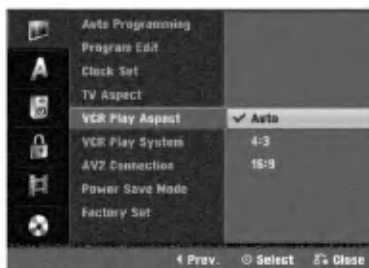 Auto Programming
Program Edit
Clock Set
TV Aspect
VCR Play Aspect ✓ Auto
VCR Play System 4:3
AV2 Connection 16:9
Power Save Mode
Factory Set
A
Prev. Select Close